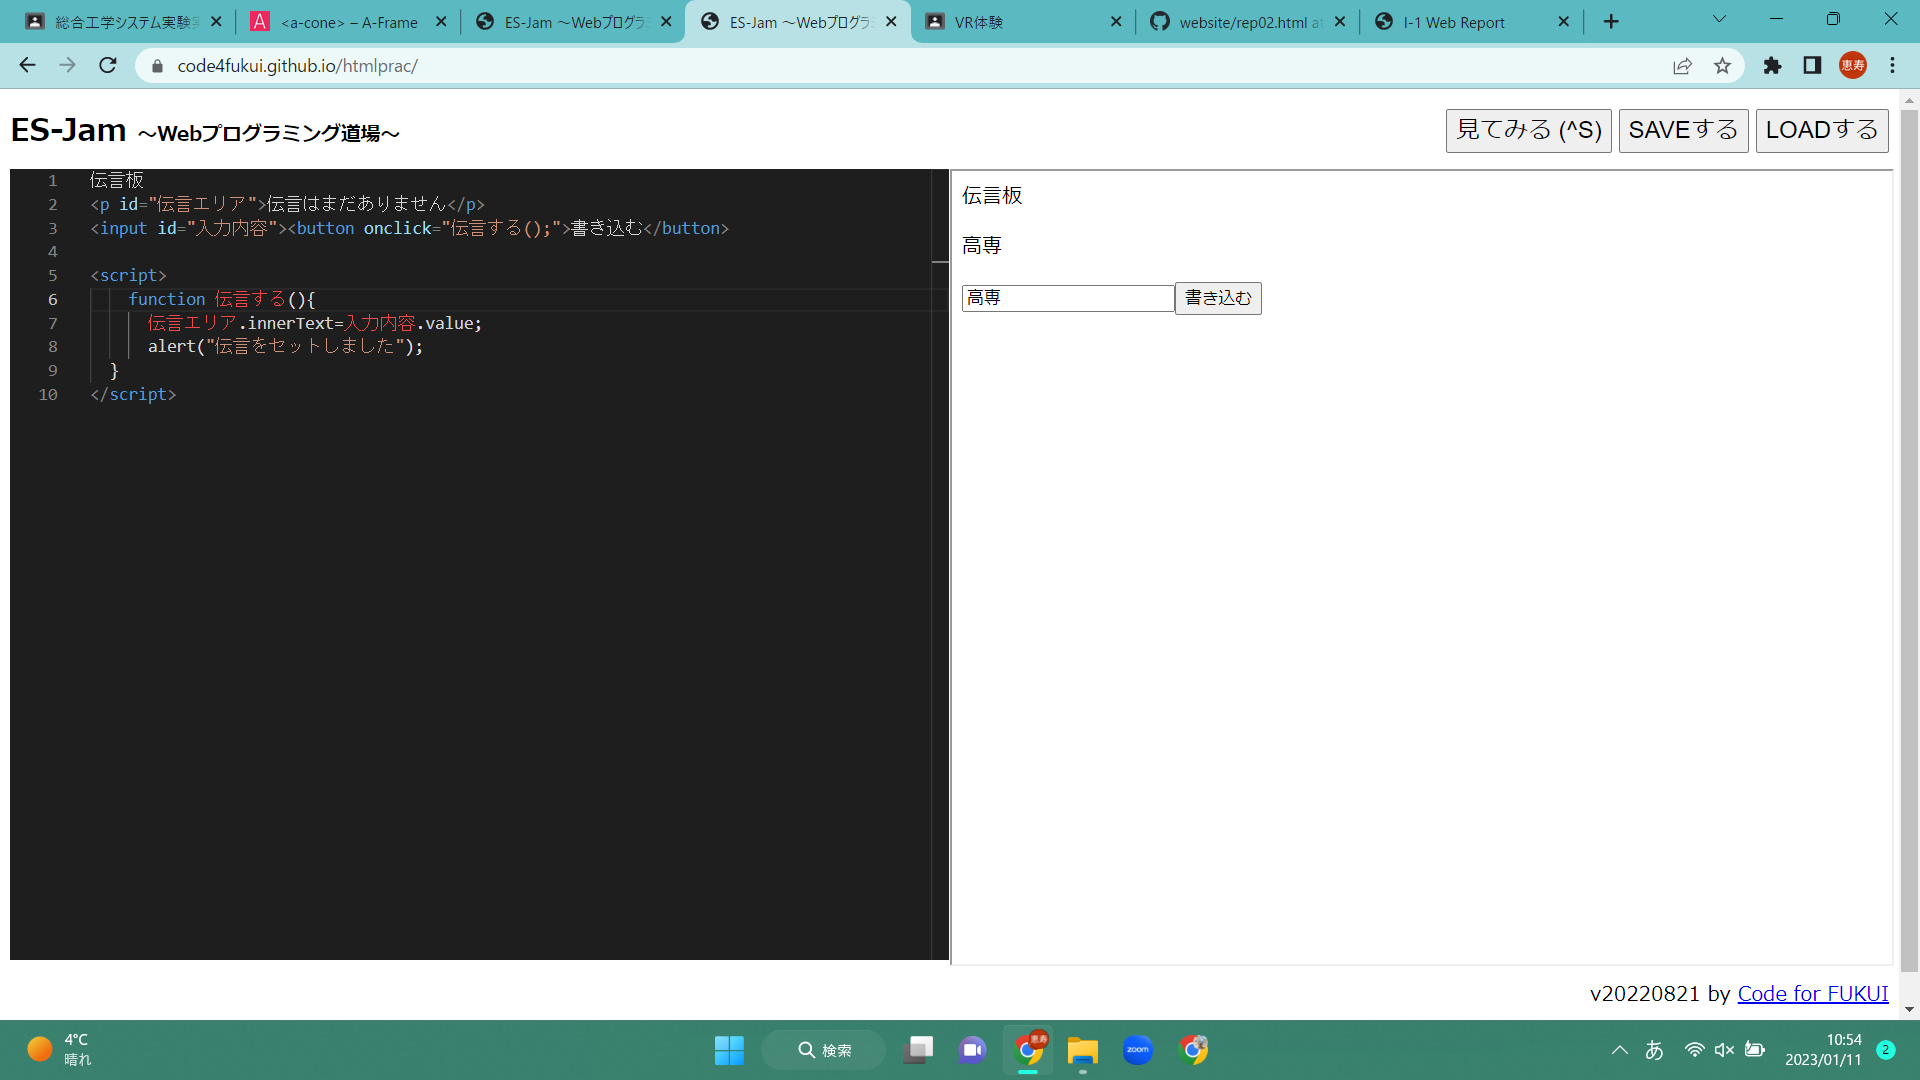 総合工学システム実験実
<a-cone> – A-Frame
ES-Jam ～Webプログラミ
ES-Jam ～Webプログラミ
VR体験
website/rep02.html at
I-1 Web Report
code4fukui.github.io/htmlprac/
恵寿
ES-Jam ～Webプログラミング道場～
見てみる (^S)
SAVEする
LOADする
1 伝言板
2 <p id="伝言エリア">伝言はまだありません</p>
3 <input id="入力内容"><button onclick="伝言する();">書き込む</button>
4
5 <script>
6 function 伝言する(){
7 伝言エリア.innerText=入力内容.value;
8 alert("伝言をセットしました");
9 }
10 </script>
伝言板
高専
高専 書き込む
v20220821 by Code for FUKUI
4°C
晴れ
検索
恵寿
zoom
あ
10:54
2023/01/11
2